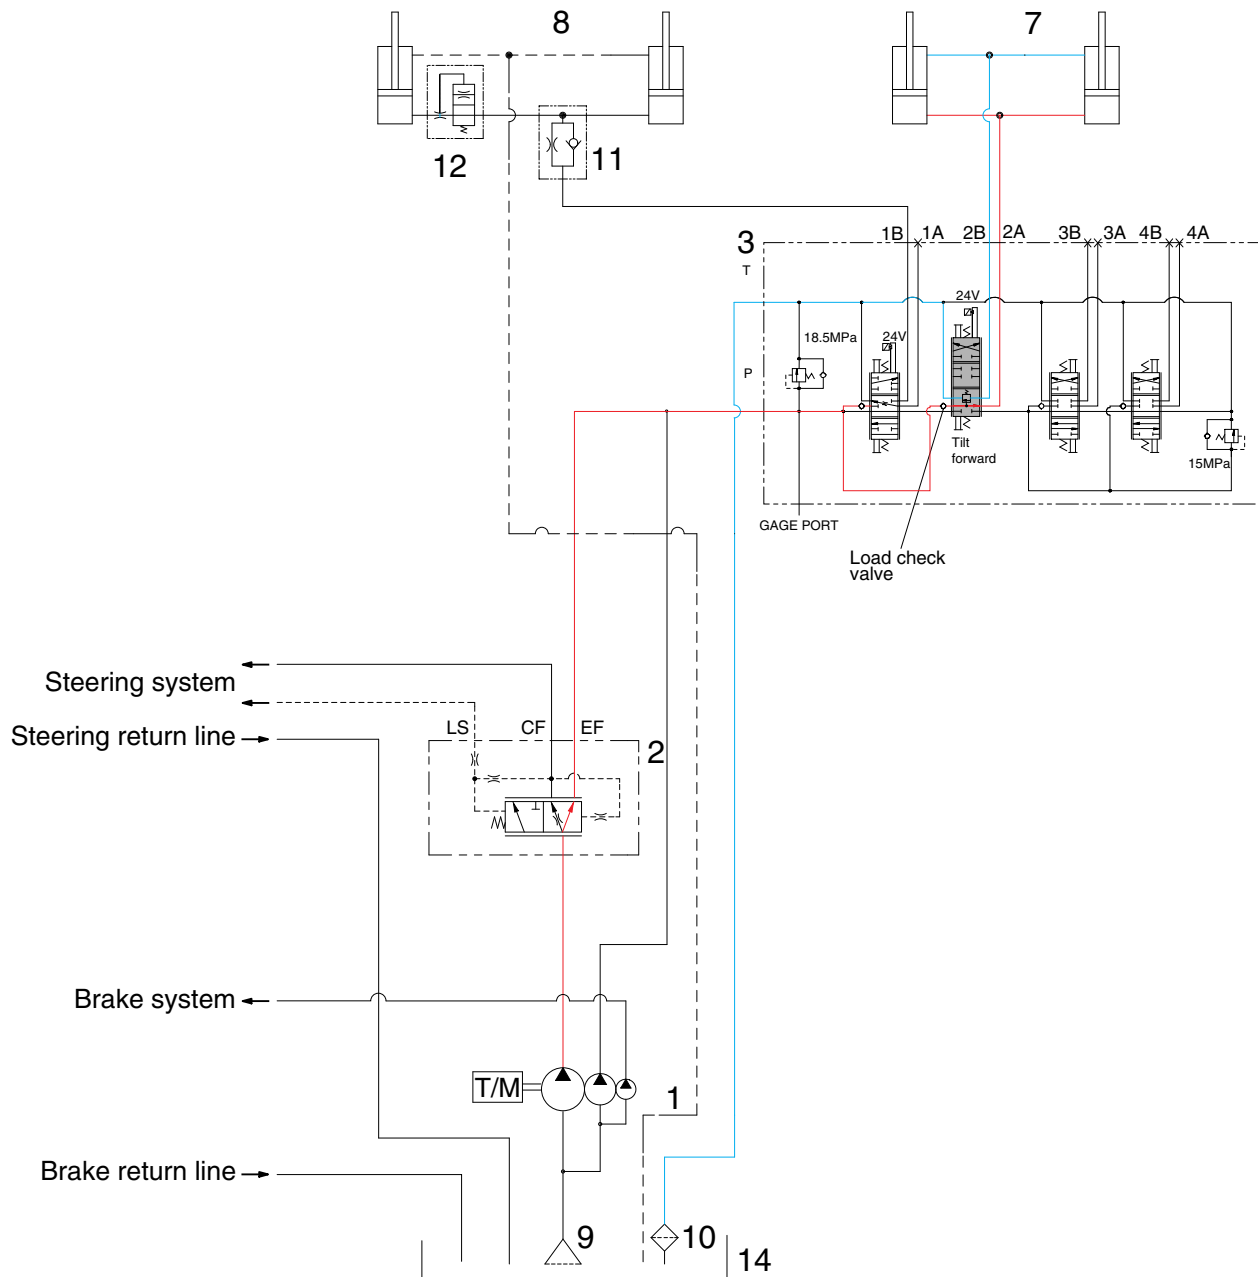 8
7
12
11
3
1B
1A
2B
2A
3B
3A
4B
4A
T
24V
18.5MPa
24V
P
Tilt
forward
15MPa
GAGE PORT
Load check
valve
Steering system
Steering return line
LS
CF
EF
2
Brake system
T/M
1
Brake return line
9
10
14